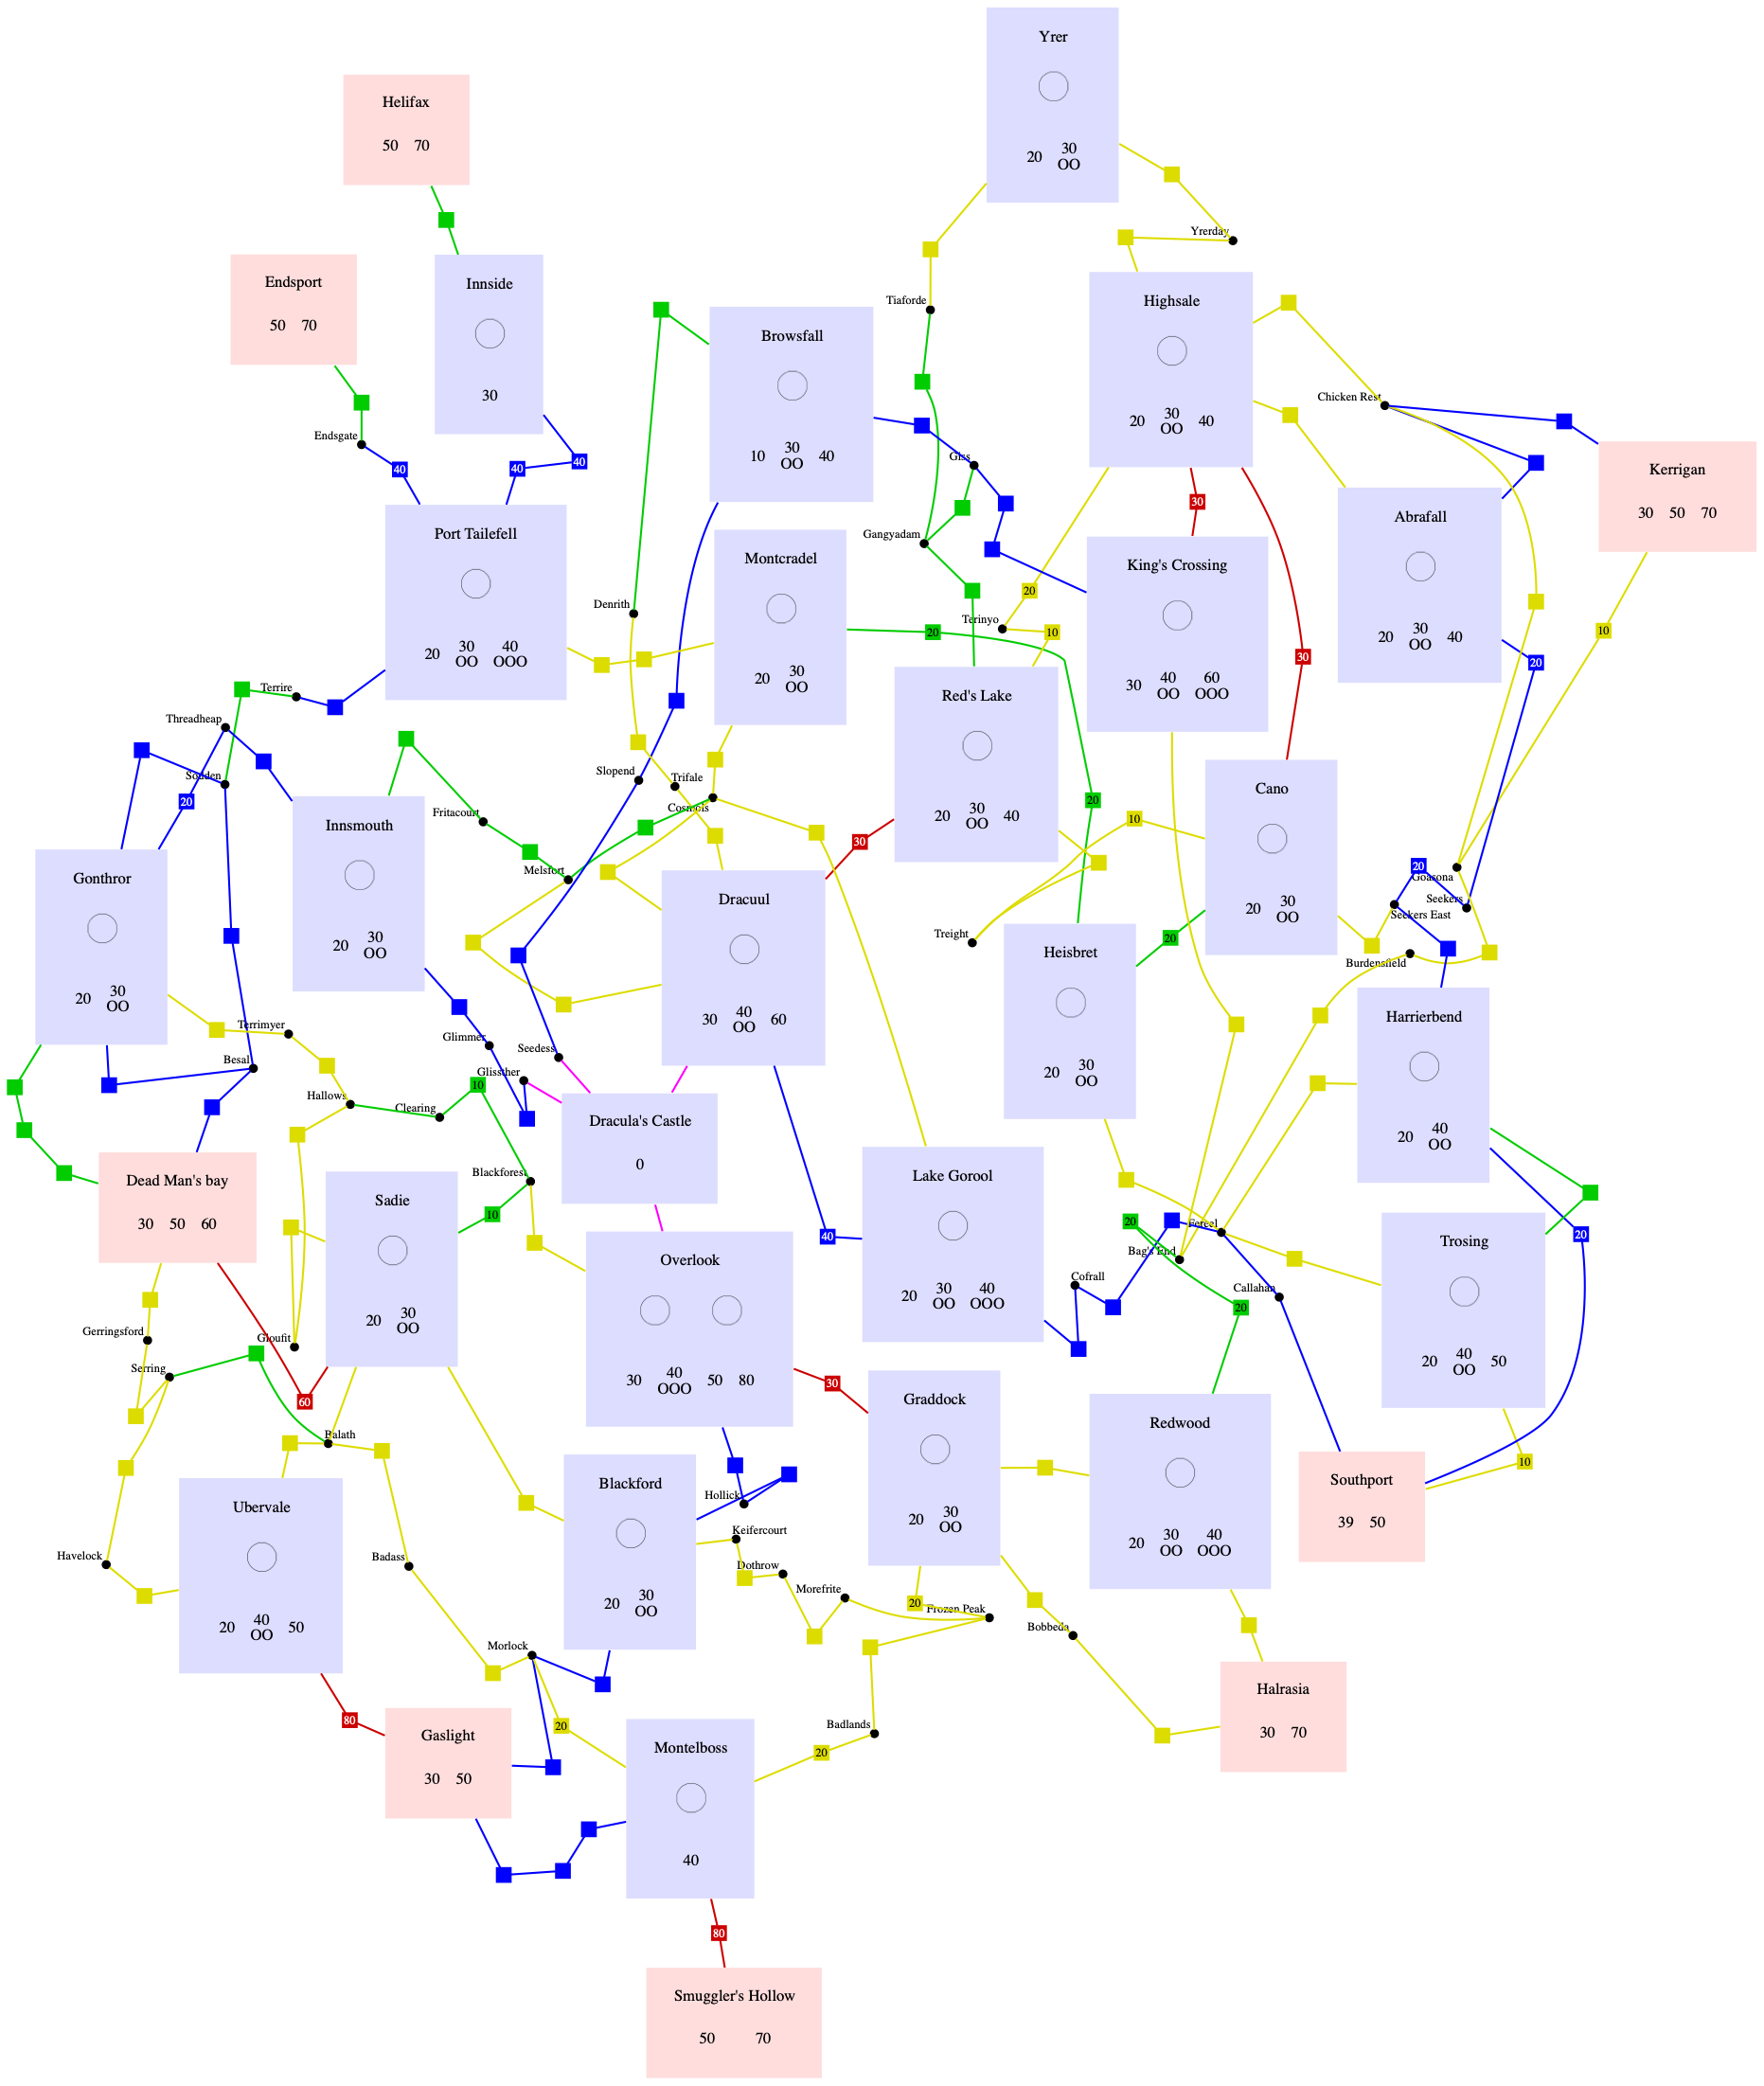 Yrer
20 30
OO
Helifax
50 70
Yrerday
Endsport
50 70
Innside
30
Highsale
20 30 40
OO
Tiaforde
Browsfall
10 30 40
OO
Chicken Rest
Endsgate
40
40
40
Giss
Kerrigan
30 50 70
30
Port Tailefell
20 30 40
OO OOO
Abrafall
20 30 40
OO
Gangyadam
Montcradel
20 30
OO
King's Crossing
30 40 60
OO OOO
20
Denrith
Terinyo
20
10
10
30
20
Terrire
Red's Lake
20 30 40
OO
Threadheap
Sodden
20
Slopend
Trifale
Cosmois
Cano
20 30
OO
20
Fritacourt
Innsmouth
20 30
OO
30
10
Gonthror
20 30
OO
Melsfort
Dracuul
30 40 60
OO
20
Goasona
Seekers
Seekers East
Treight
20
Heisbret
20 30
OO
Burdensfield
Terrimyer
Glimmer
Harrierbend
20 40
OO
Besal
Seedess
Glissther
Hallows
10
Clearing
Dracula's Castle
0
Dead Man's bay
30 50 60
Blackforest
Sadie
20 30
OO
10
Lake Gorool
20 30 40
OO OOO
40
20
Fereel
Bag's End
Trosing
20 40 50
OO
20
Overlook
30 40 50 80
OOO
Cofrall
Callahan
20
Gerringsford
Gloufit
Serring
60
30
Graddock
20 30
OO
Redwood
20 30 40
OO OOO
Balath
10
Southport
39 50
Blackford
20 30
OO
Hollick
Ubervale
20 40 50
OO
Keifercourt
Havelock
Badass
Dothrow
Morefrite
20
Frozen Peak
Bobbeda
Morlock
Halrasia
30 70
80
Gaslight
30 50
20
Badlands
20
Montelboss
40
80
Smuggler's Hollow
50 70